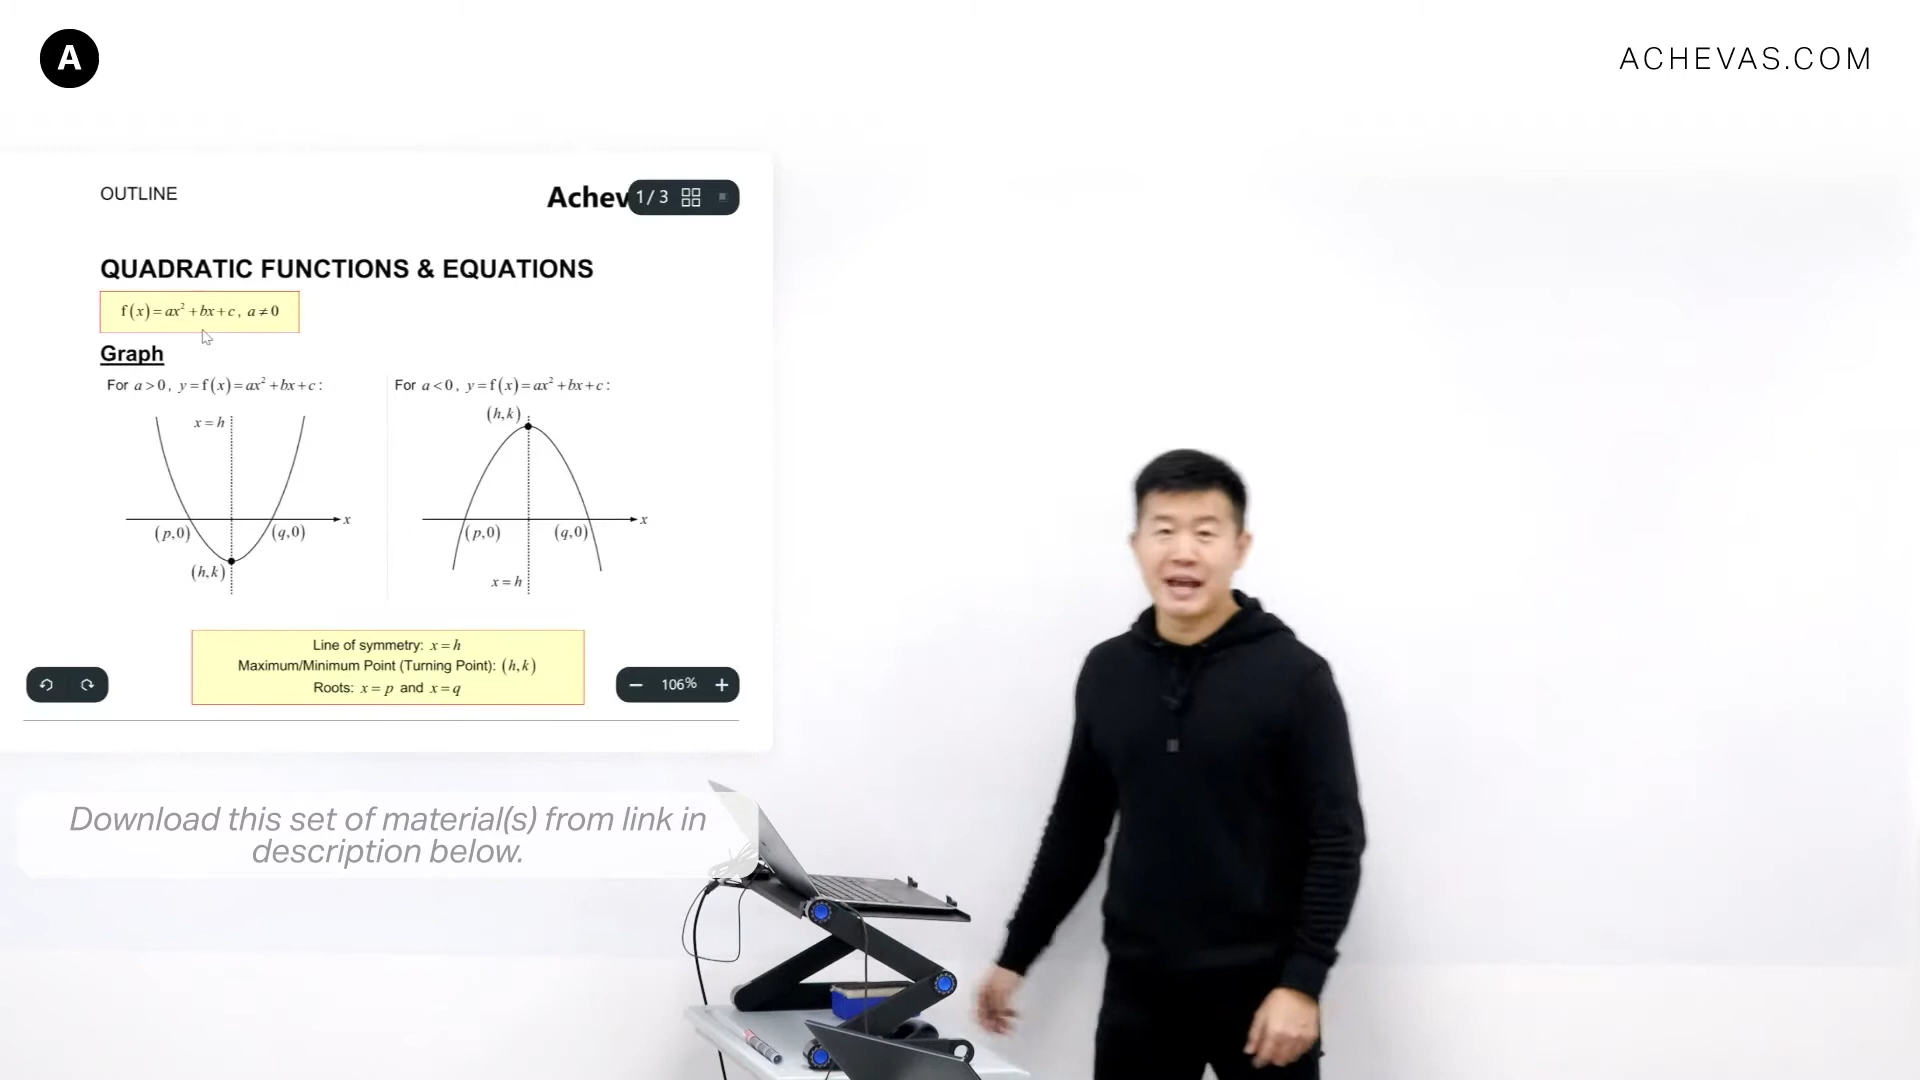 A
ACHEVAS.COM
OUTLINE
Achev
1 / 3
QUADRATIC FUNCTIONS & EQUATIONS
f(x) = ax² + bx + c, a ≠ 0
Graph
For a > 0, y = f(x) = ax² + bx + c :
x = h
x
(p,0)
(q,0)
(h,k)
For a < 0, y = f(x) = ax² + bx + c :
(h,k)
x
(p,0)
(q,0)
x = h
Line of symmetry: x = h
Maximum/Minimum Point (Turning Point): (h,k)
Roots: x = p and x = q
− 106% +
Download this set of material(s) from link in
description below.